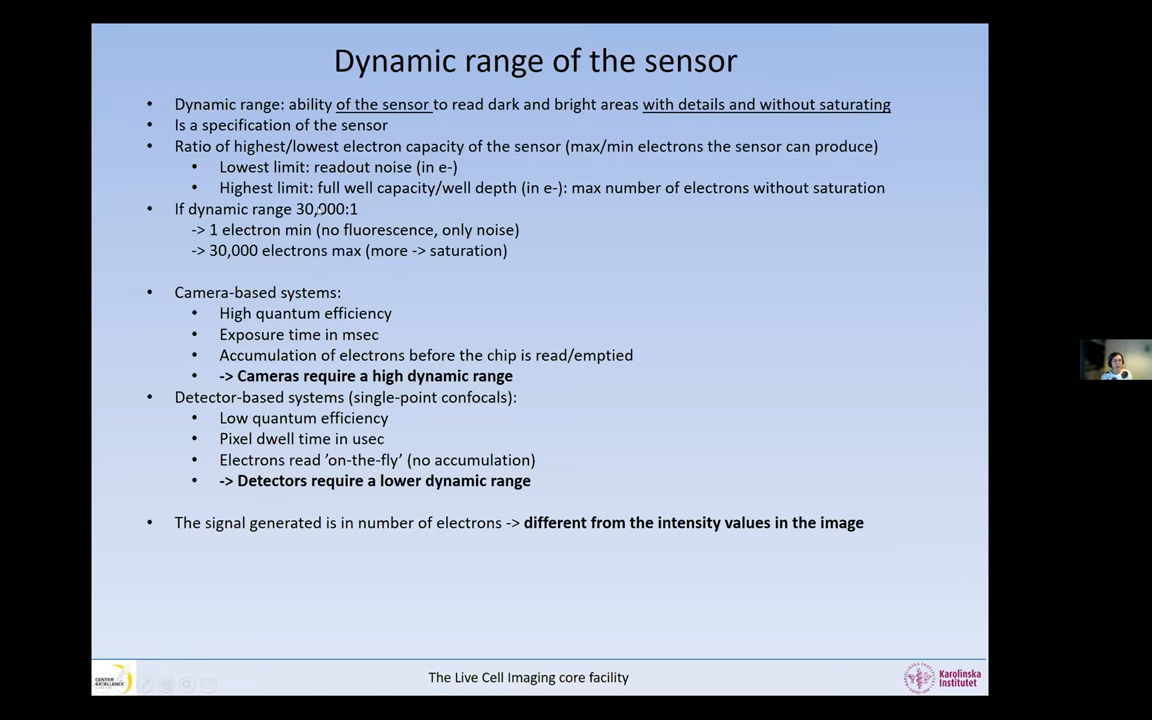 Dynamic range of the sensor
• Dynamic range: ability of the sensor to read dark and bright areas with details and without saturating
• Is a specification of the sensor
• Ratio of highest/lowest electron capacity of the sensor (max/min electrons the sensor can produce)
• Lowest limit: readout noise (in e-)
• Highest limit: full well capacity/well depth (in e-): max number of electrons without saturation
• If dynamic range 30,000:1
-> 1 electron min (no fluorescence, only noise)
-> 30,000 electrons max (more -> saturation)
• Camera-based systems:
• High quantum efficiency
• Exposure time in msec
• Accumulation of electrons before the chip is read/emptied
• -> Cameras require a high dynamic range
• Detector-based systems (single-point confocals):
• Low quantum efficiency
• Pixel dwell time in usec
• Electrons read ’on-the-fly’ (no accumulation)
• -> Detectors require a lower dynamic range
• The signal generated is in number of electrons -> different from the intensity values in the image
The Live Cell Imaging core facility
Karolinska
Institutet